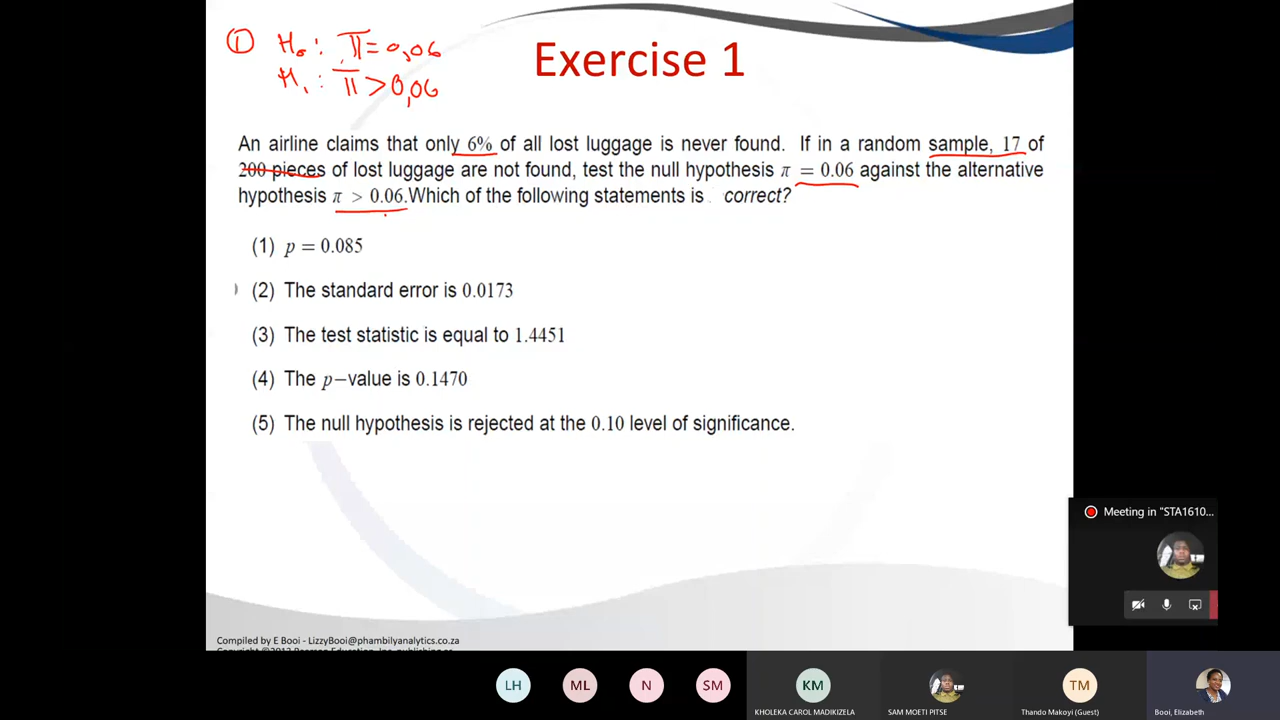 ① H₀: π = 0,06
H₁: π > 0,06
Exercise 1
An airline claims that only 6% of all lost luggage is never found. If in a random sample, 17 of
200 pieces of lost luggage are not found, test the null hypothesis π = 0.06 against the alternative
hypothesis π > 0.06.Which of the following statements is correct?
(1) p = 0.085
(2) The standard error is 0.0173
(3) The test statistic is equal to 1.4451
(4) The p−value is 0.1470
(5) The null hypothesis is rejected at the 0.10 level of significance.
Meeting in "STA1610...
Compiled by E Booi - LizzyBooi@phambilyanalytics.co.za
LH
ML
N
SM
KM
TM
KHOLEKA CAROL MADIKIZELA
SAM MOETI PITSE
Thando Makoyi (Guest)
Booi, Elizabeth